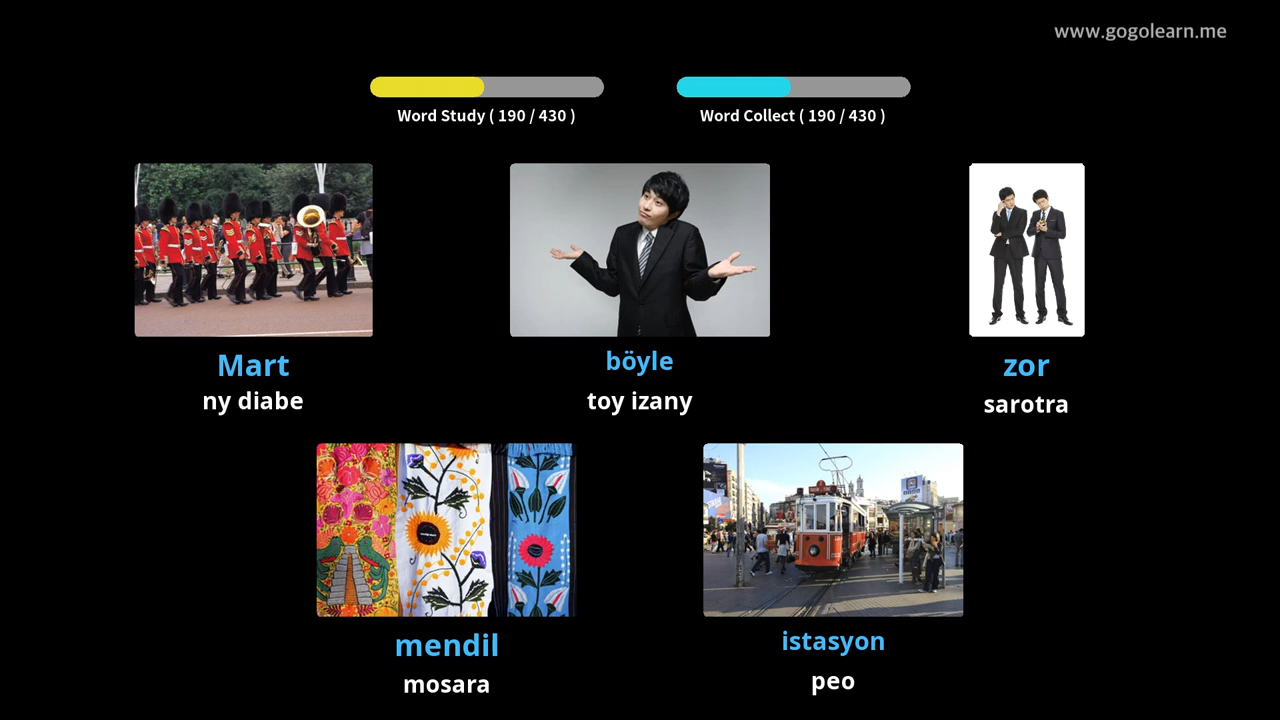 www.gogolearn.me
Word Study ( 190 / 430 )
Word Collect ( 190 / 430 )
Mart
ny diabe
böyle
toy izany
zor
sarotra
mendil
mosara
istasyon
peo